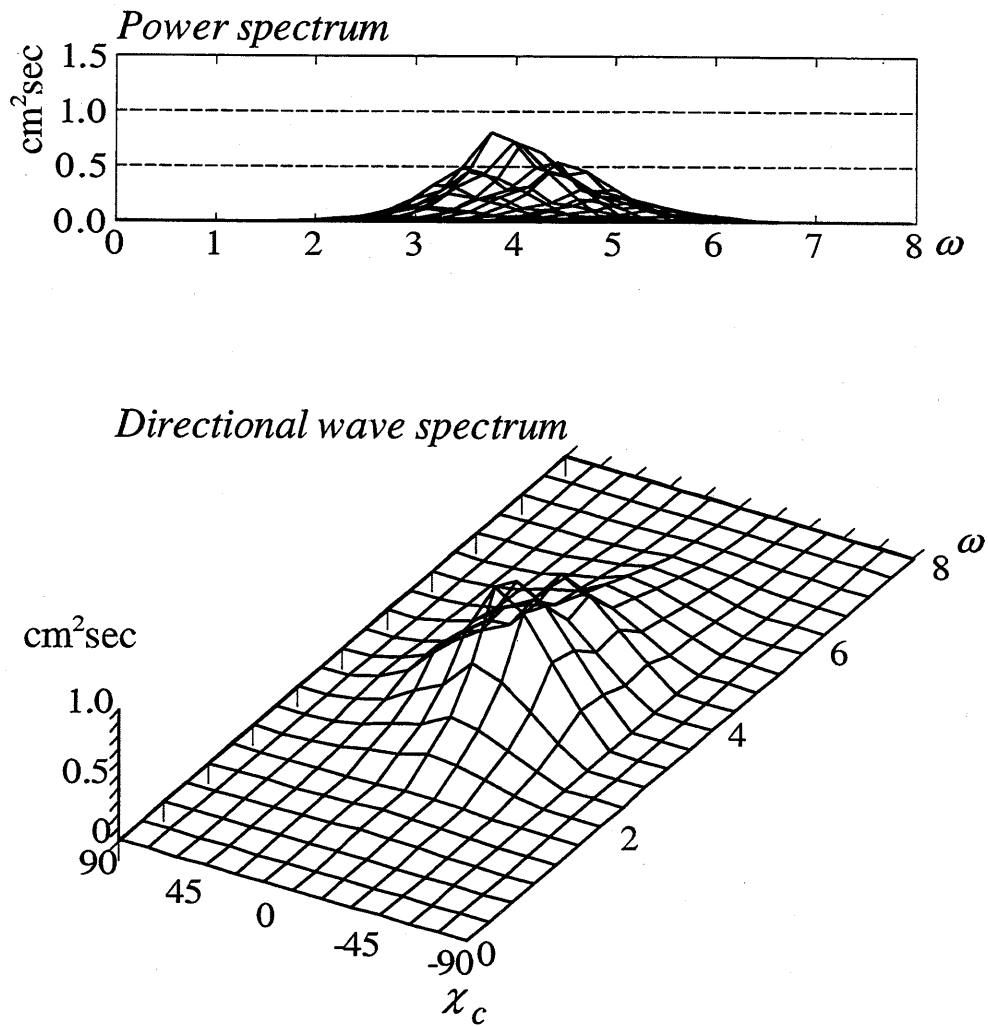 Power spectrum
cm²sec
1.5
1.0
0.5
0.0
0 1 2 3 4 5 6 7 8 ω
Directional wave spectrum
cm²sec
1.0
0.5
0
90
45
0
-45
-90
χc
0
2
4
6
8
ω